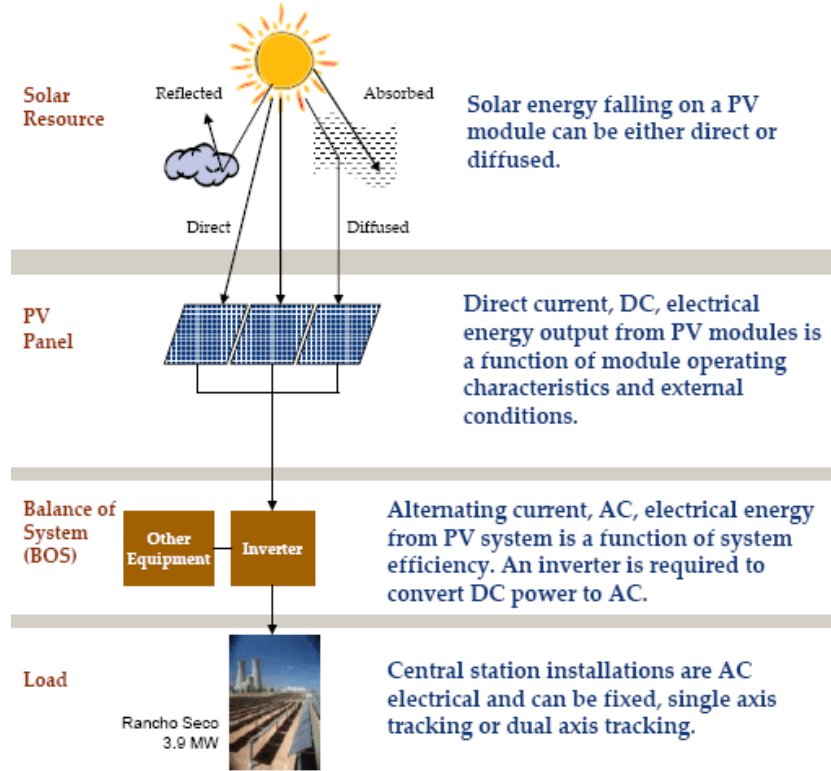 Solar
Resource
Reflected
Absorbed
Direct
Diffused
Solar energy falling on a PV
module can be either direct or
diffused.
PV
Panel
Direct current, DC, electrical
energy output from PV modules is
a function of module operating
characteristics and external
conditions.
Balance of
System
(BOS)
Other
Equipment
Inverter
Alternating current, AC, electrical energy
from PV system is a function of system
efficiency. An inverter is required to
convert DC power to AC.
Load
Rancho Seco
3.9 MW
Central station installations are AC
electrical and can be fixed, single axis
tracking or dual axis tracking.